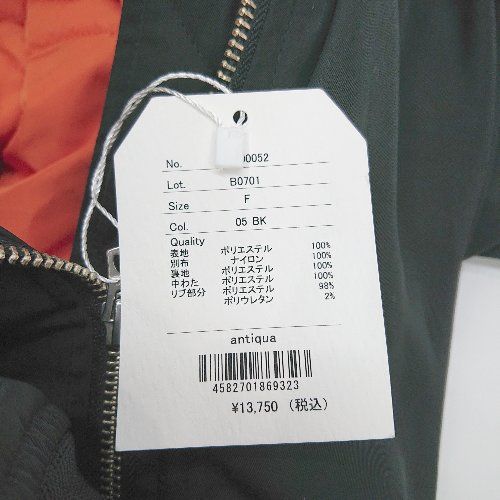 No. 0052
Lot. B0701
Size F
Col. 05 BK
Quality
表地 ポリエステル 100%
別布 ナイロン 100%
裏地 ポリエステル 100%
中わた ポリエステル 100%
リブ部分 ポリエステル 98%
ポリウレタン 2%
antiqua
4582701869323
¥13,750 (税込)